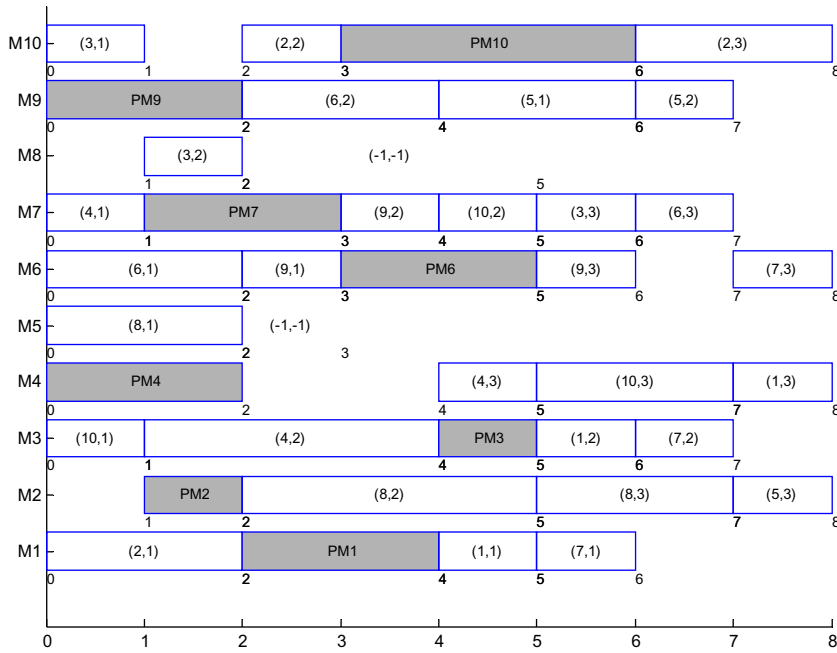 M10 (3,1) (2,2) PM10 (2,3)
0 1 2 3 6 8
M9 PM9 (6,2) (5,1) (5,2)
0 2 4 6 7
M8 (3,2) (-1,-1)
1 2 5
M7 (4,1) PM7 (9,2) (10,2) (3,3) (6,3)
0 1 3 4 5 6 7
M6 (6,1) (9,1) PM6 (9,3) (7,3)
0 2 3 5 6 7 8
M5 (8,1) (-1,-1)
0 2 3
M4 PM4 (4,3) (10,3) (1,3)
0 2 4 5 7 8
M3 (10,1) (4,2) PM3 (1,2) (7,2)
0 1 4 5 6 7
M2 PM2 (8,2) (8,3) (5,3)
1 2 5 7 8
M1 (2,1) PM1 (1,1) (7,1)
0 2 4 5 6
0 1 2 3 4 5 6 7 8